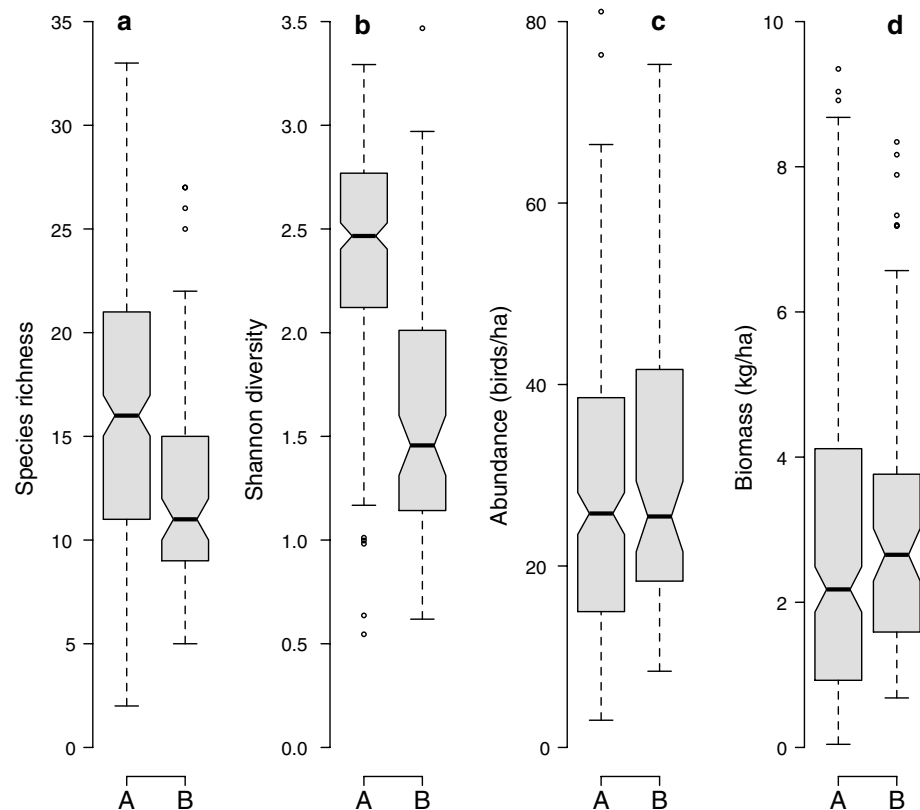 a
Species richness
35
30
25
20
15
10
5
0
A B
b
Shannon diversity
3.5
3.0
2.5
2.0
1.5
1.0
0.5
0.0
A B
c
Abundance (birds/ha)
80
60
40
20
0
A B
d
Biomass (kg/ha)
10
8
6
4
2
0
A B